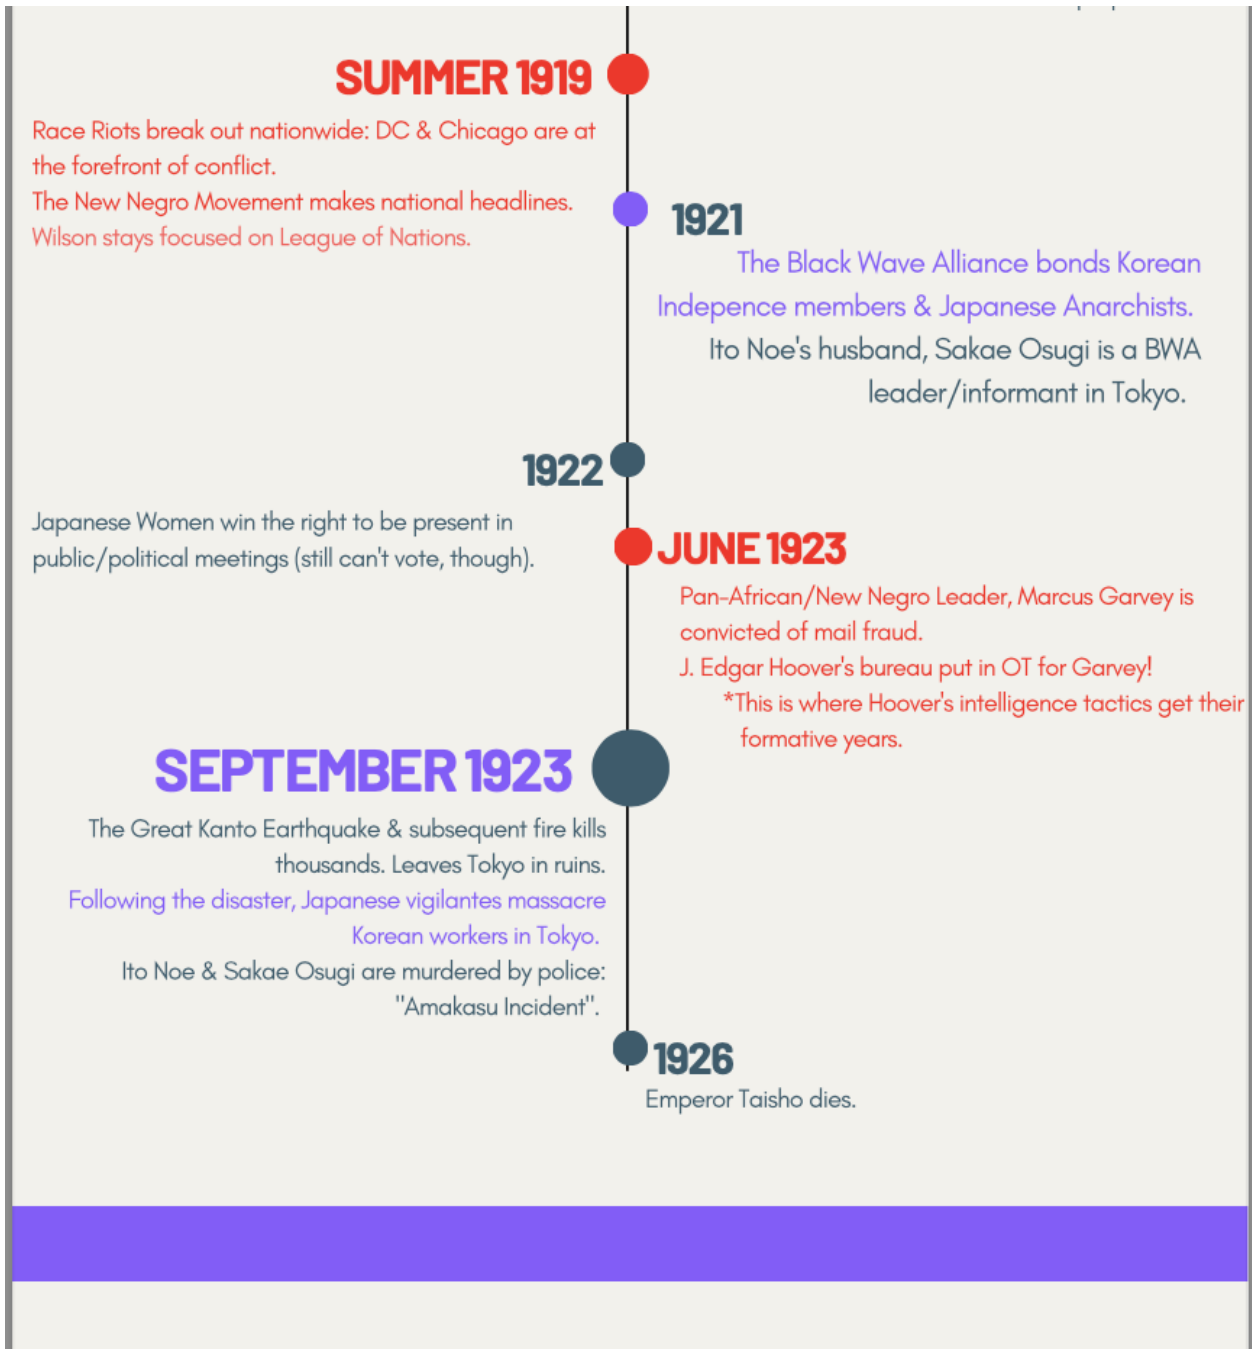 SUMMER 1919
Race Riots break out nationwide: DC & Chicago are at
the forefront of conflict.
The New Negro Movement makes national headlines.
Wilson stays focused on League of Nations.
1921
The Black Wave Alliance bonds Korean
Indepence members & Japanese Anarchists.
Ito Noe's husband, Sakae Osugi is a BWA
leader/informant in Tokyo.
1922
Japanese Women win the right to be present in
public/political meetings (still can't vote, though).
JUNE 1923
Pan-African/New Negro Leader, Marcus Garvey is
convicted of mail fraud.
J. Edgar Hoover's bureau put in OT for Garvey!
*This is where Hoover's intelligence tactics get their
formative years.
SEPTEMBER 1923
The Great Kanto Earthquake & subsequent fire kills
thousands. Leaves Tokyo in ruins.
Following the disaster, Japanese vigilantes massacre
Korean workers in Tokyo.
Ito Noe & Sakae Osugi are murdered by police:
"Amakasu Incident".
1926
Emperor Taisho dies.